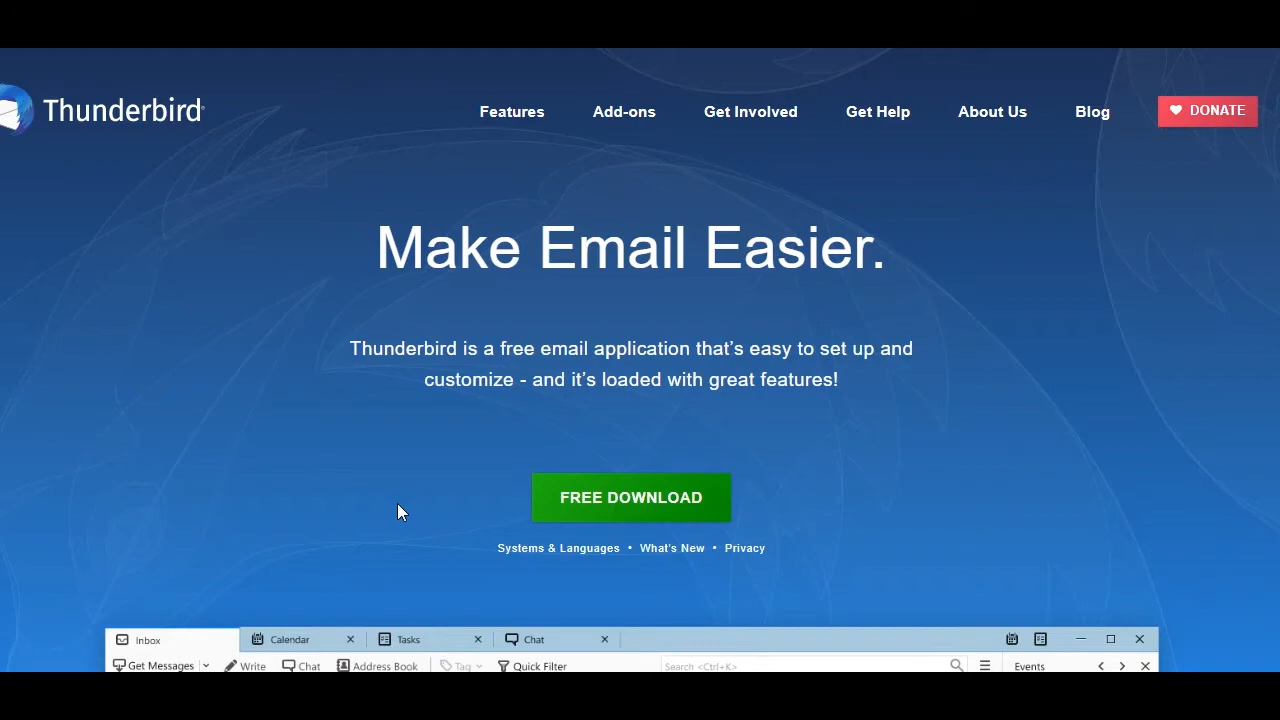 Thunderbird
Features Add-ons Get Involved Get Help About Us Blog DONATE
Make Email Easier.
Thunderbird is a free email application that’s easy to set up and
customize - and it’s loaded with great features!
FREE DOWNLOAD
Systems & Languages • What’s New • Privacy
Inbox Calendar Tasks Chat
Get Messages Write Chat Address Book Tag Quick Filter Search <Ctrl+K> Events